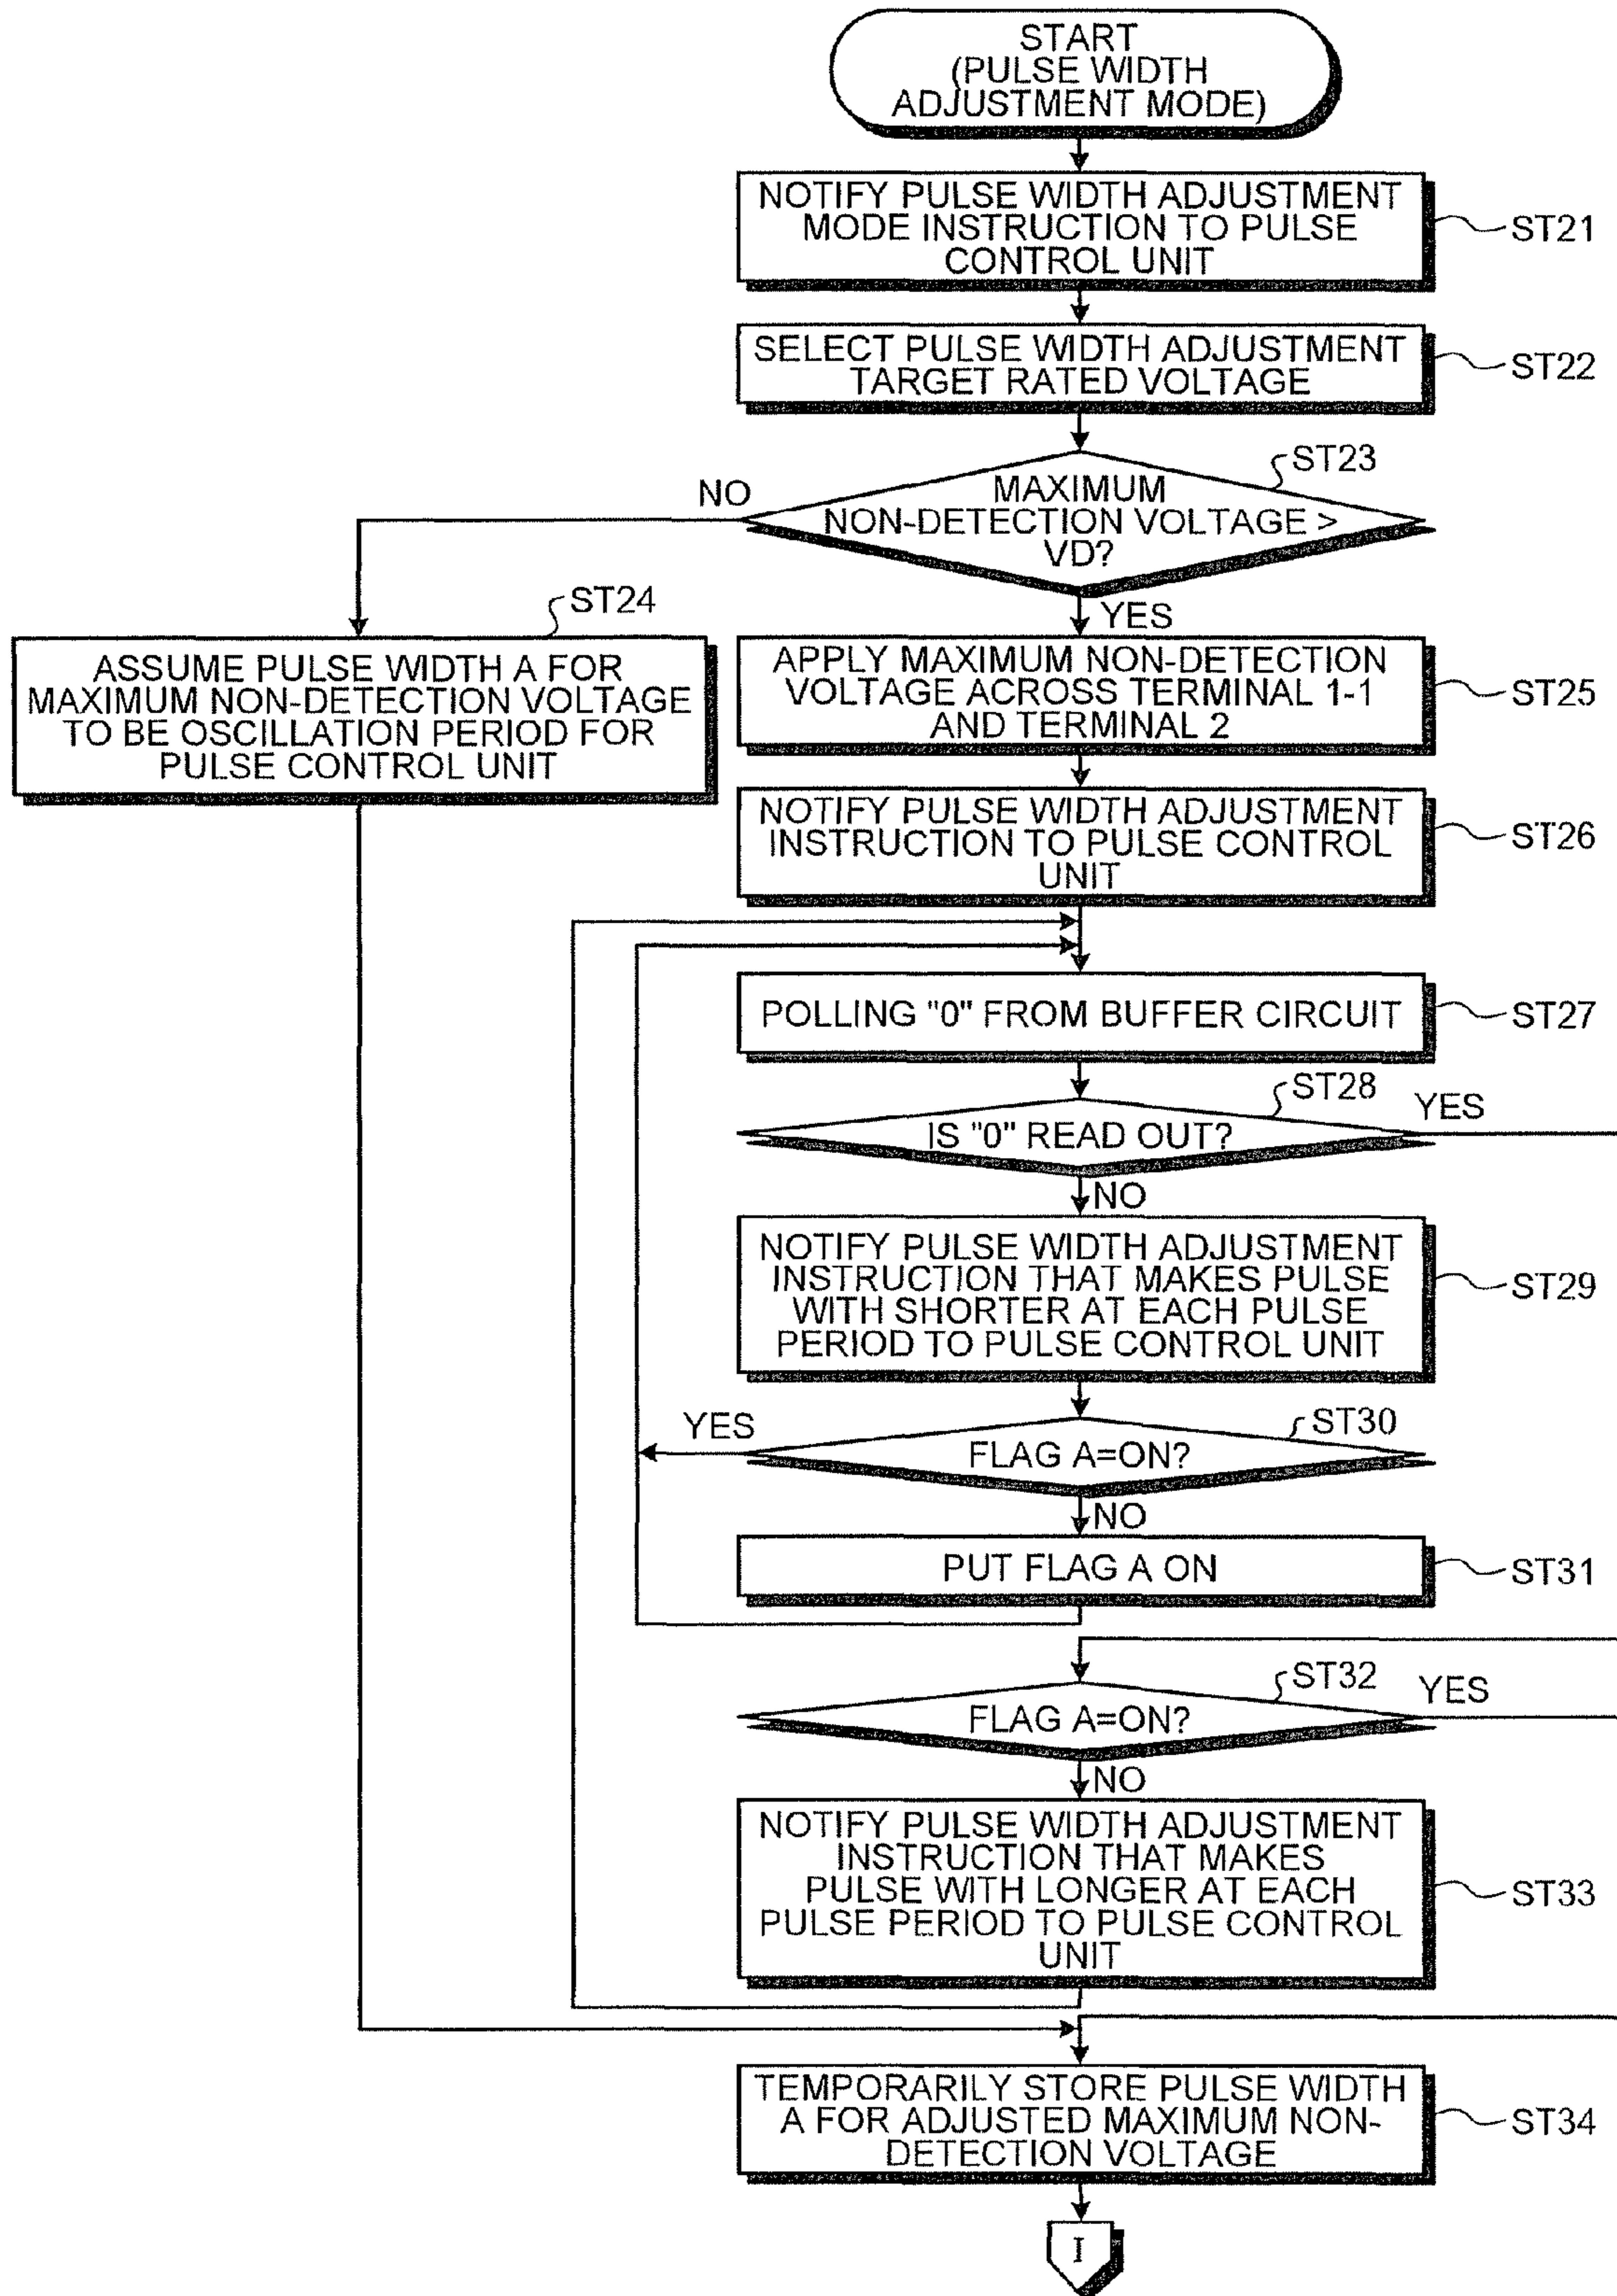 START
(PULSE WIDTH
ADJUSTMENT MODE)
NOTIFY PULSE WIDTH ADJUSTMENT
MODE INSTRUCTION TO PULSE
CONTROL UNIT
ST21
SELECT PULSE WIDTH ADJUSTMENT
TARGET RATED VOLTAGE
ST22
ST23
NO
MAXIMUM
NON-DETECTION VOLTAGE >
VD?
YES
ST24
ASSUME PULSE WIDTH A FOR
MAXIMUM NON-DETECTION VOLTAGE
TO BE OSCILLATION PERIOD FOR
PULSE CONTROL UNIT
APPLY MAXIMUM NON-DETECTION
VOLTAGE ACROSS TERMINAL 1-1
AND TERMINAL 2
ST25
NOTIFY PULSE WIDTH ADJUSTMENT
INSTRUCTION TO PULSE CONTROL
UNIT
ST26
POLLING "0" FROM BUFFER CIRCUIT
ST27
ST28
YES
IS "0" READ OUT?
NO
NOTIFY PULSE WIDTH ADJUSTMENT
INSTRUCTION THAT MAKES PULSE
WITH SHORTER AT EACH PULSE
PERIOD TO PULSE CONTROL UNIT
ST29
YES
ST30
FLAG A=ON?
NO
PUT FLAG A ON
ST31
ST32
YES
FLAG A=ON?
NO
NOTIFY PULSE WIDTH ADJUSTMENT
INSTRUCTION THAT MAKES
PULSE WITH LONGER AT EACH
PULSE PERIOD TO PULSE CONTROL
UNIT
ST33
TEMPORARILY STORE PULSE WIDTH
A FOR ADJUSTED MAXIMUM NON-
DETECTION VOLTAGE
ST34
I